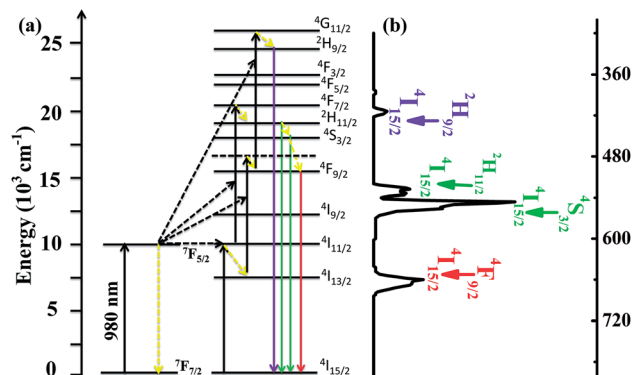 (a)
Energy (10³ cm⁻¹)
25
20
15
10
5
0
⁴G₁₁/₂
²H₉/₂
⁴F₃/₂
⁴F₅/₂
⁴F₇/₂
²H₁₁/₂
⁴S₃/₂
⁴F₉/₂
⁴I₉/₂
⁴I₁₁/₂
⁴I₁₃/₂
⁴I₁₅/₂
⁷F₅/₂
⁷F₇/₂
980 nm
(b)
360
480
600
720
²H₉/₂ ⁴I₁₅/₂
²H₁₁/₂ ⁴I₁₅/₂
⁴S₃/₂ ⁴I₁₅/₂
⁴F₉/₂ ⁴I₁₅/₂